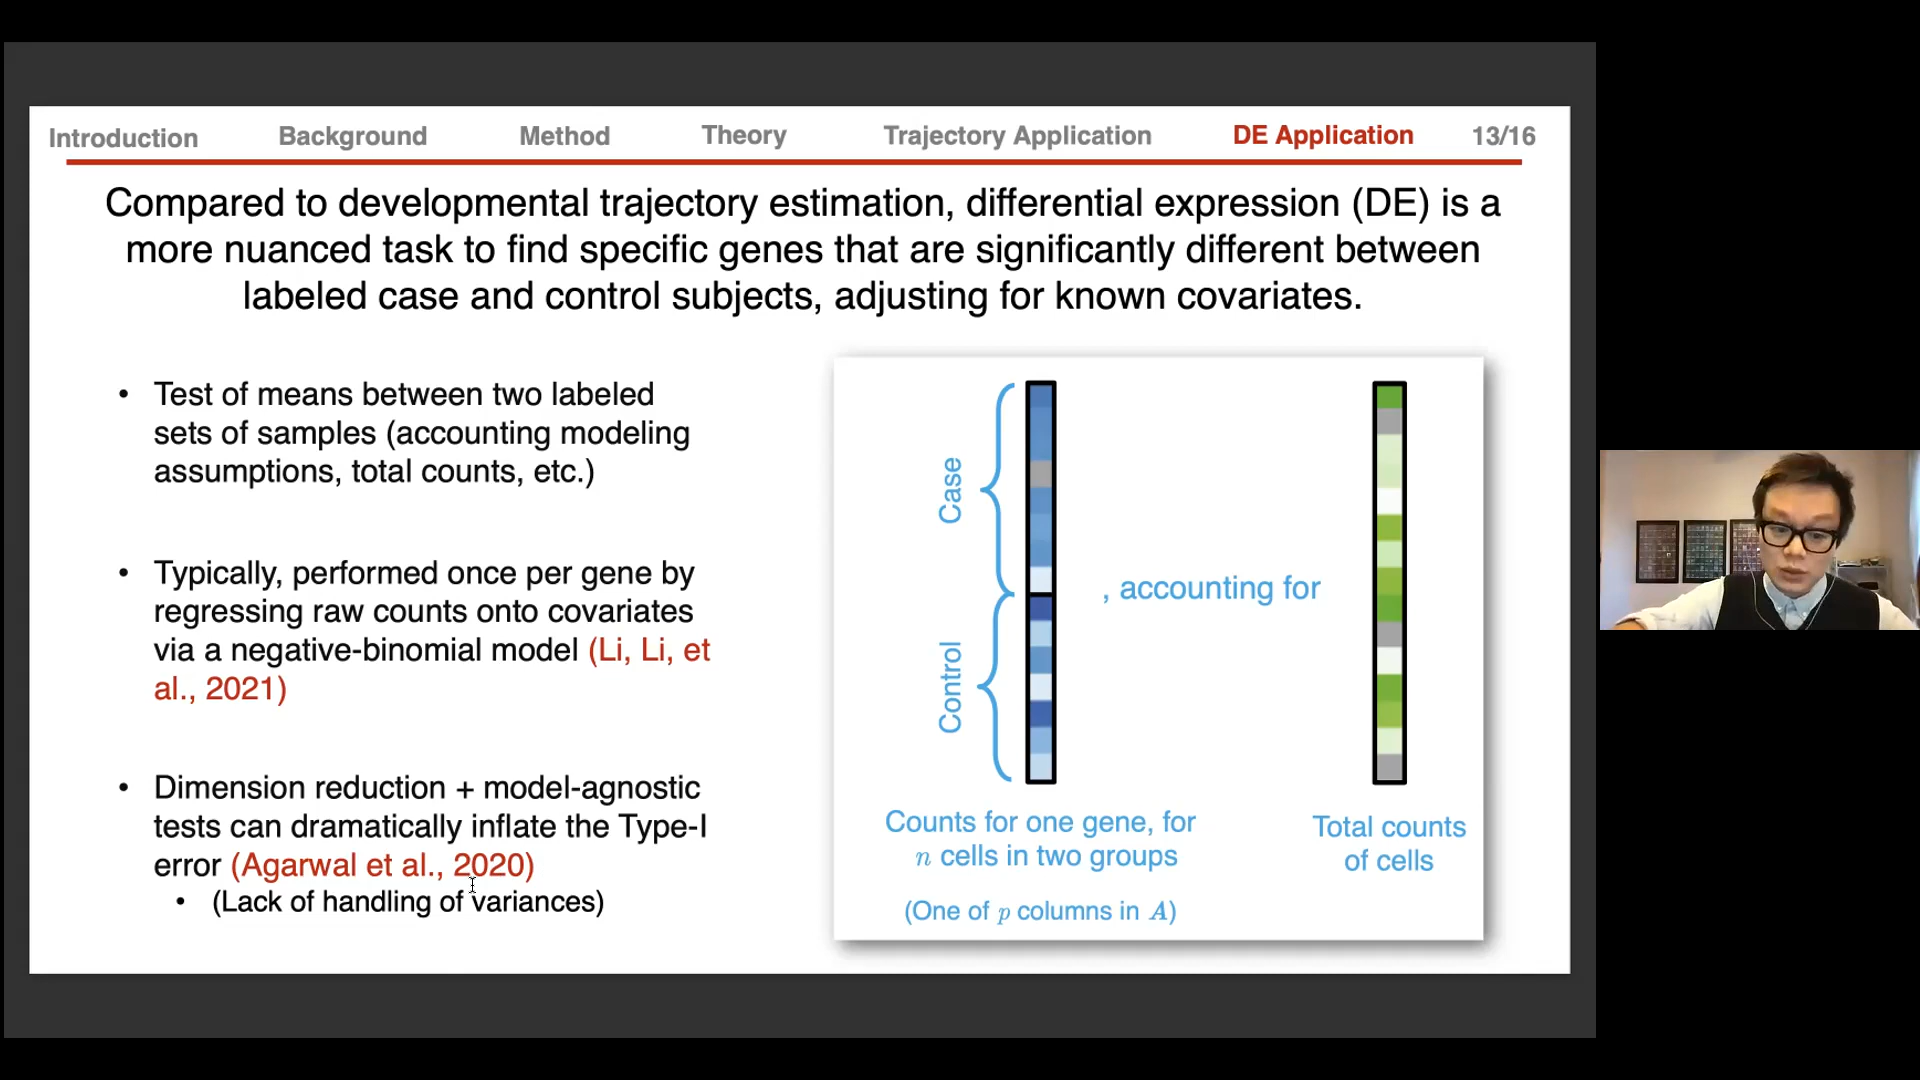 Introduction Background Method Theory Trajectory Application DE Application 13/16
Compared to developmental trajectory estimation, differential expression (DE) is a
more nuanced task to find specific genes that are significantly different between
labeled case and control subjects, adjusting for known covariates.
• Test of means between two labeled
sets of samples (accounting modeling
assumptions, total counts, etc.)
• Typically, performed once per gene by
regressing raw counts onto covariates
via a negative-binomial model (Li, Li, et
al., 2021)
• Dimension reduction + model-agnostic
tests can dramatically inflate the Type-I
error (Agarwal et al., 2020)
• (Lack of handling of variances)
Case
Control
, accounting for
Counts for one gene, for
n cells in two groups
(One of p columns in A)
Total counts
of cells